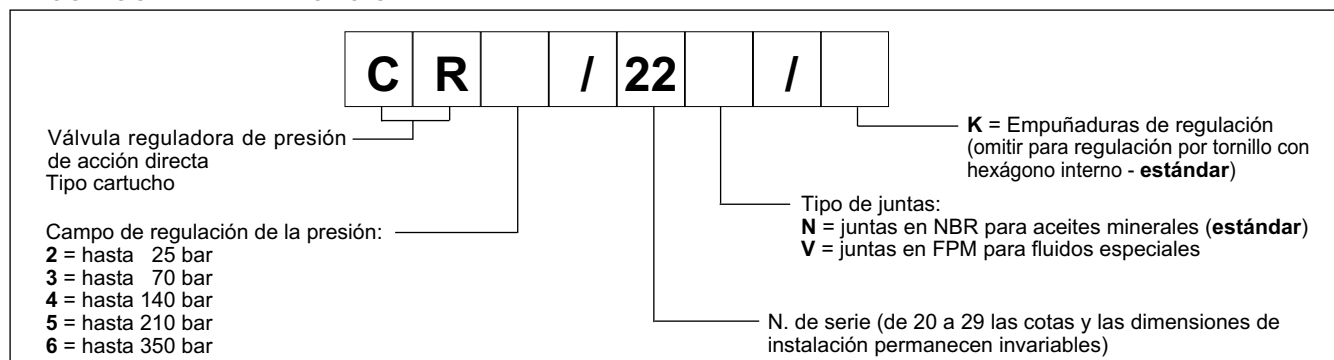 C R / 22 /
Válvula reguladora de presión
de acción directa
Tipo cartucho
K = Empuñaduras de regulación
(omitir para regulación por tornillo con
hexágono interno - estándar)
Campo de regulación de la presión:
2 = hasta 25 bar
3 = hasta 70 bar
4 = hasta 140 bar
5 = hasta 210 bar
6 = hasta 350 bar
Tipo de juntas:
N = juntas en NBR para aceites minerales (estándar)
V = juntas en FPM para fluidos especiales
N. de serie (de 20 a 29 las cotas y las dimensiones de
instalación permanecen invariables)